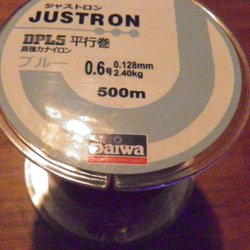 ジャストロン
JUSTRON
DPLS 平行巻
高強力ナイロン
ブルー
0.6号 0.128mm
2.40kg
500m
Daiwa